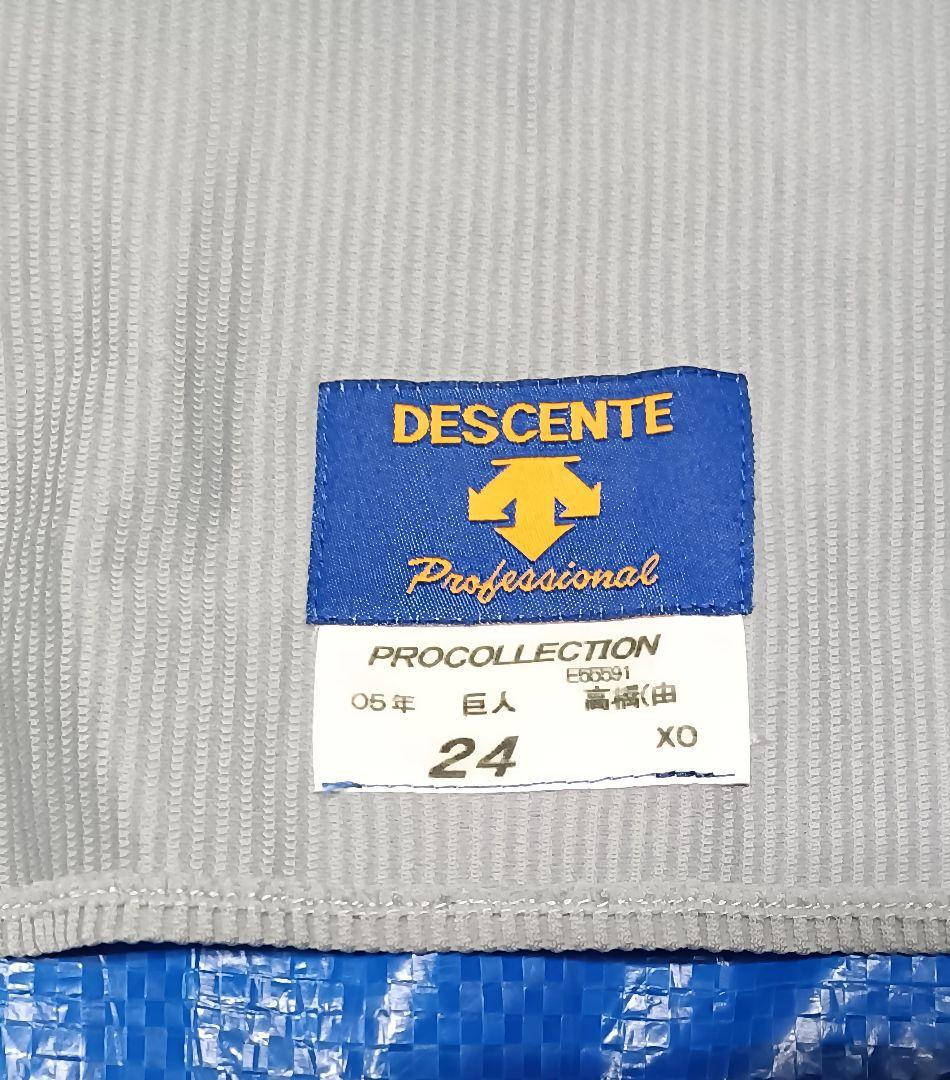 DESCENTE
Professional
PROCOLLECTION
E55591
05年 巨人 高橋(由
24 XO